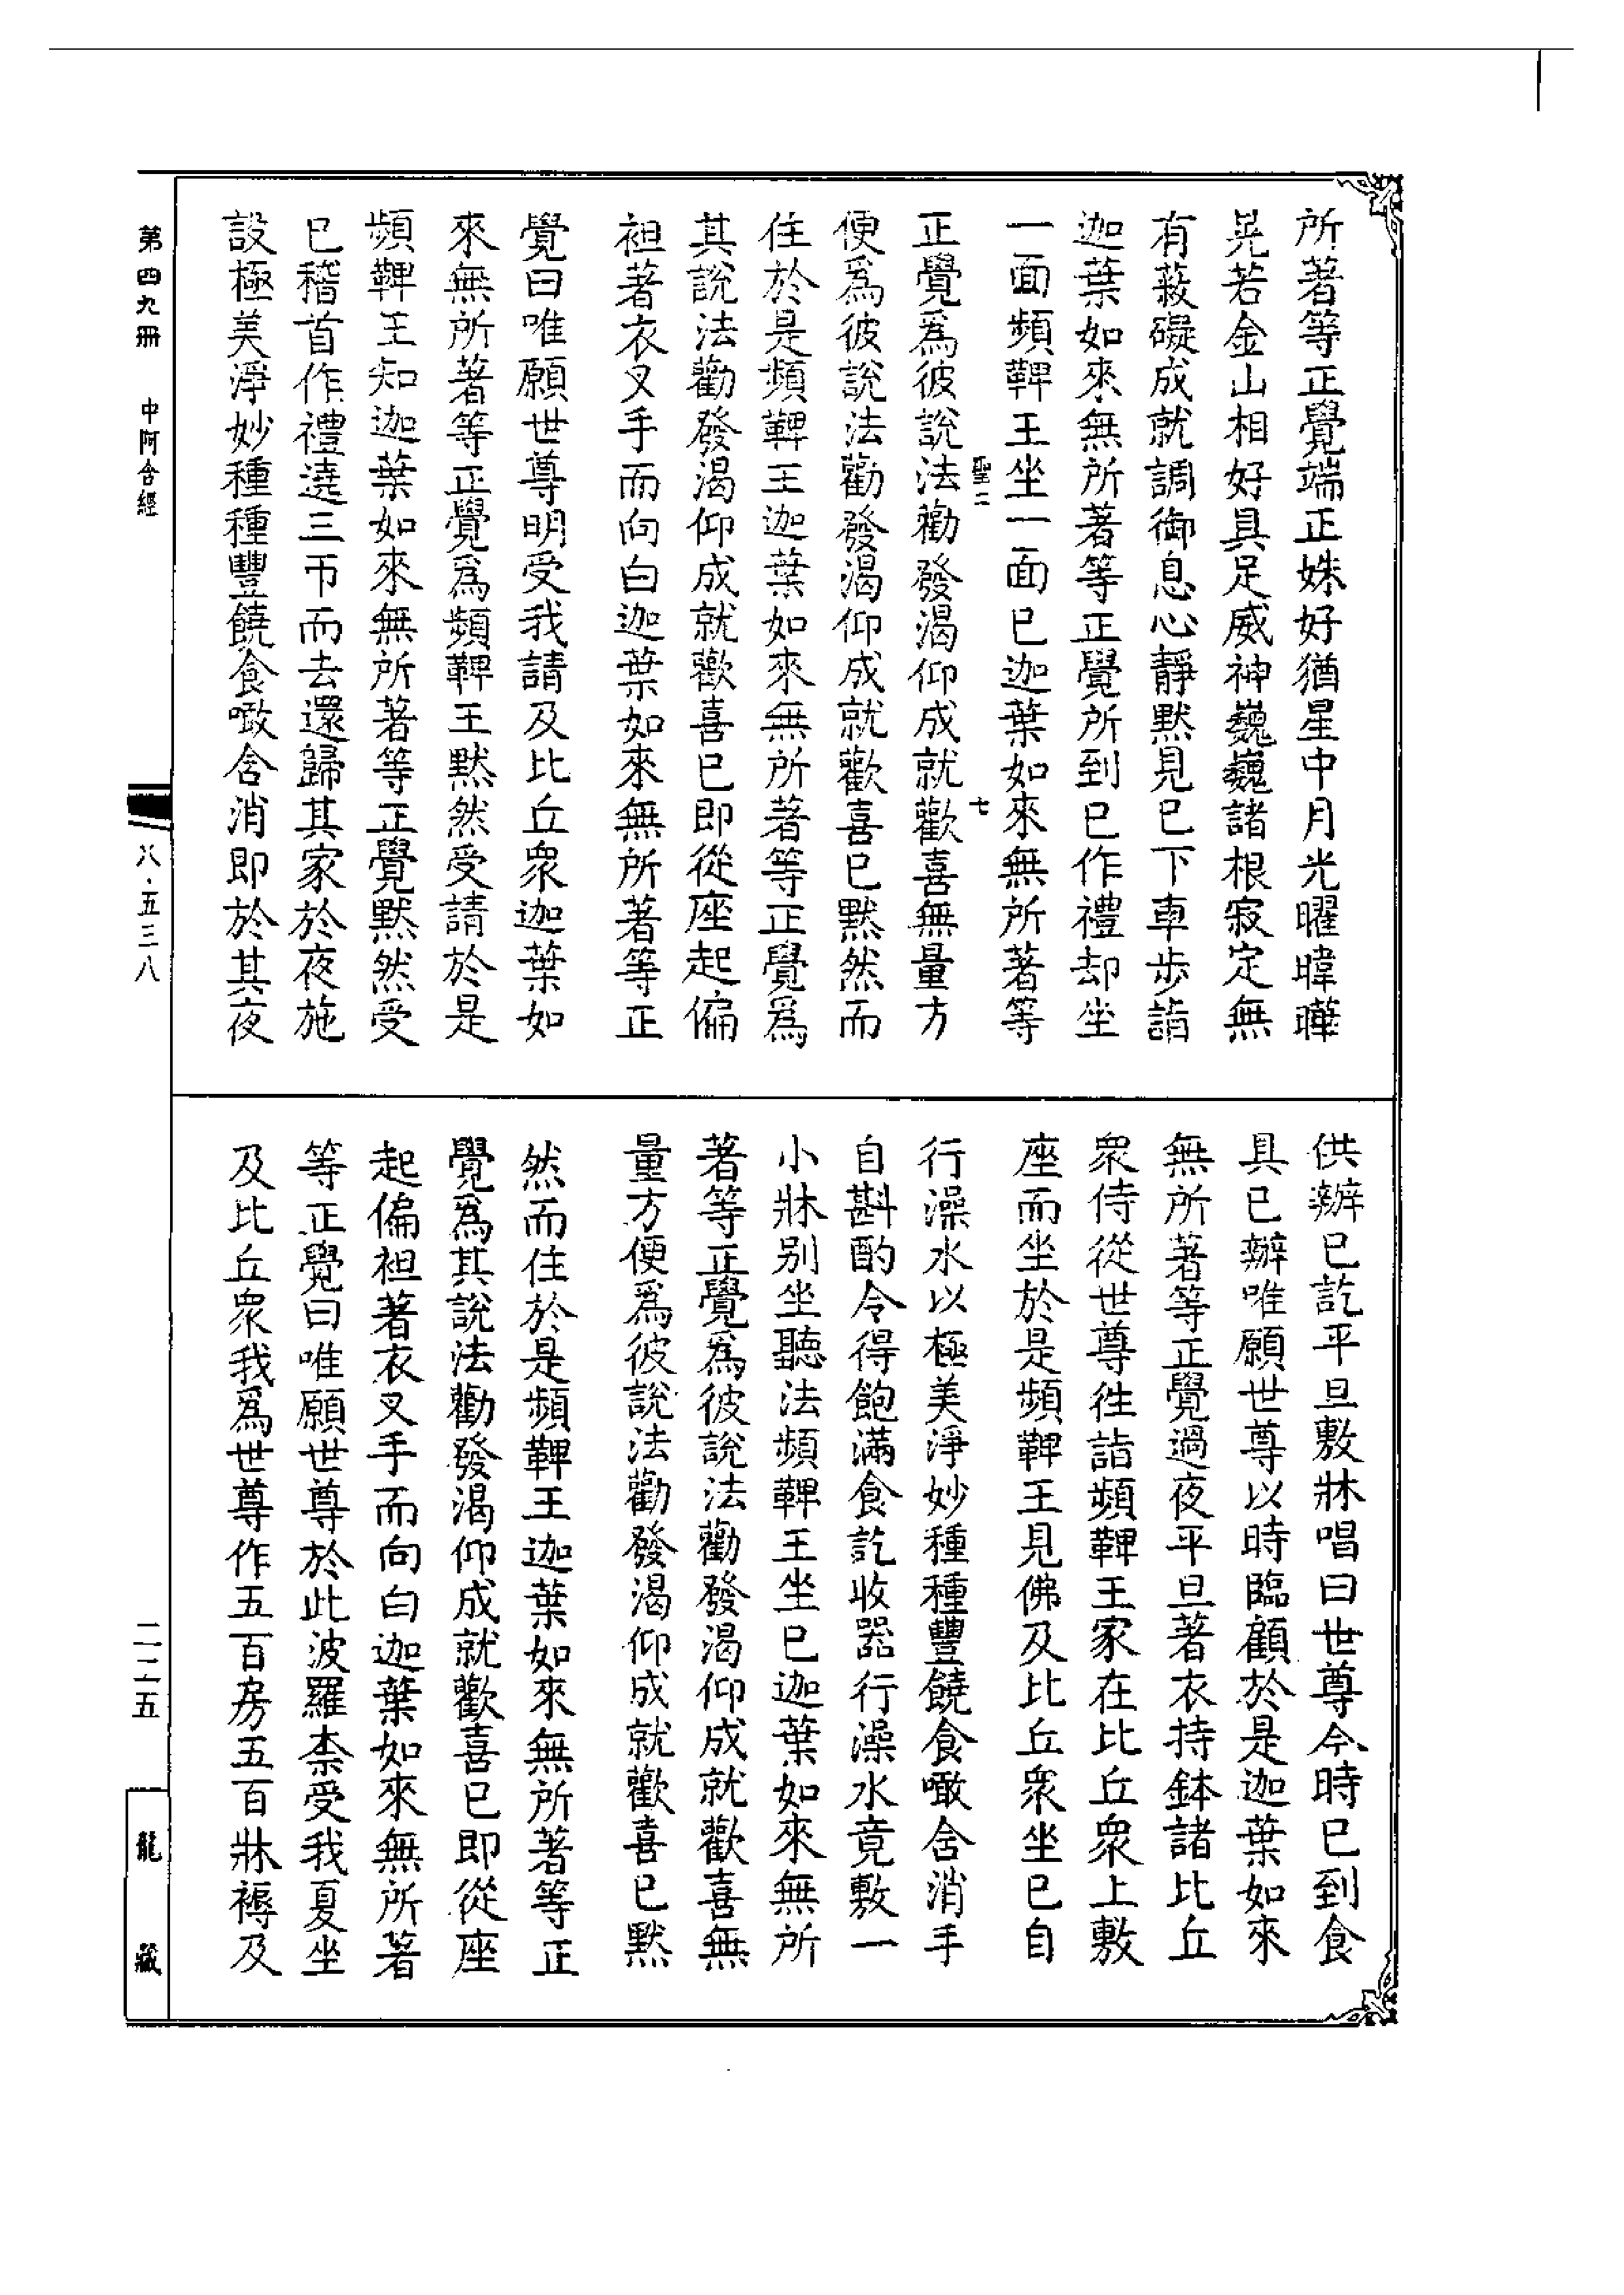 所著等正覺端正姝好猶星中月光曜暐曄
晃若金山相好具足威神巍巍諸根寂定無
有蔽礙成就調御息心靜默見已下車步詣
迦葉如來無所著等正覺所到已作禮却坐
一面頻鞞王坐一面已迦葉如來無所著等
聖二 七
正覺爲彼說法勸發渴仰成就歡喜無量方
便爲彼說法勸發渴仰成就歡喜已默然而
住於是頻鞞王迦葉如來無所著等正覺爲
其說法勸發渴仰成就歡喜已即從座起偏
袒著衣叉手而向白迦葉如來無所著等正
覺曰唯願世尊明受我請及比丘衆迦葉如
來無所著等正覺爲頻鞞王默然受請於是
頻鞞王知迦葉如來無所著等正覺默然受
已稽首作禮遶三帀而去還歸其家於夜施
設極美淨妙種種豐饒食噉含消即於其夜
供辦已訖平旦敷牀唱曰世尊今時已到食
具已辦唯願世尊以時臨顧於是迦葉如來
無所著等正覺過夜平旦著衣持鉢諸比丘
衆侍從世尊往詣頻鞞王家在比丘衆上敷
座而坐於是頻鞞王見佛及比丘衆坐已自
行澡水以極美淨妙種種豐饒食噉含消手
自斟酌令得飽滿食訖收器行澡水竟敷一
小牀別坐聽法頻鞞王坐已迦葉如來無所
著等正覺爲彼說法勸發渴仰成就歡喜無
量方便爲彼說法勸發渴仰成就歡喜已默
然而住於是頻鞞王迦葉如來無所著等正
覺爲其說法勸發渴仰成就歡喜已即從座
起偏袒著衣叉手而向白迦葉如來無所著
等正覺曰唯願世尊於此波羅柰受我夏坐
及比丘衆我爲世尊作五百房五百牀褥及
第四九冊 中阿含經
八·五三八
二二五
龍藏